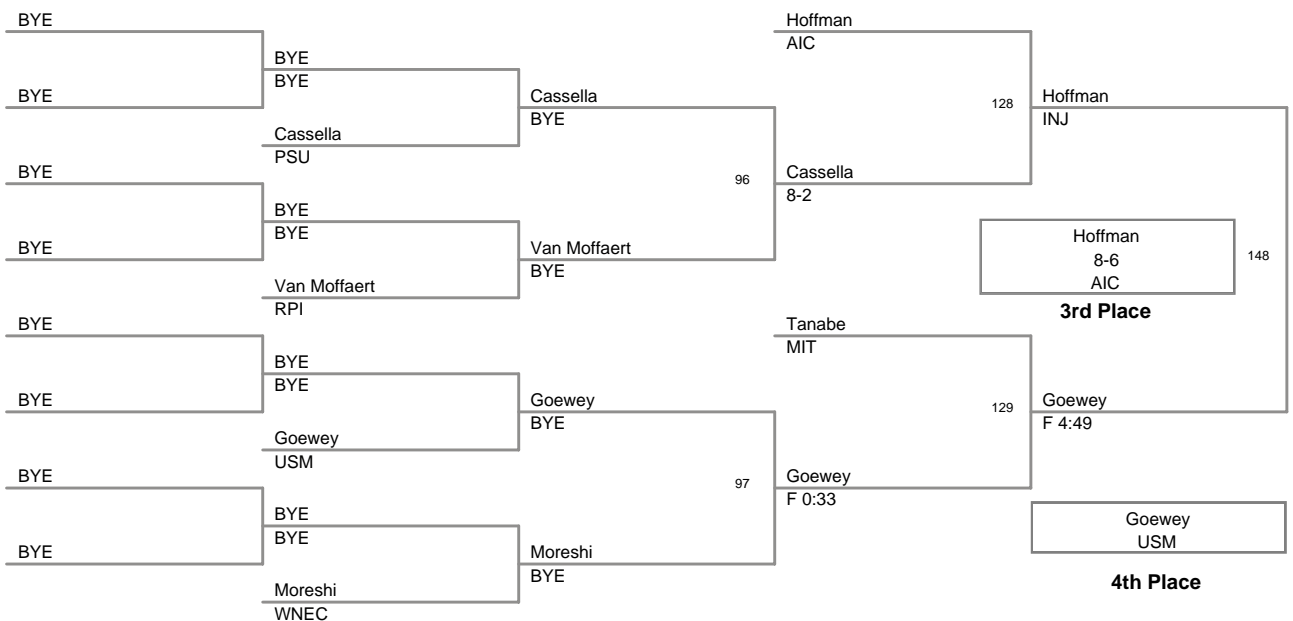 BYE
BYE
BYE
BYE
BYE
BYE
BYE
BYE
BYE
BYE
Cassella
PSU
BYE
BYE
Van Moffaert
RPI
BYE
BYE
Goewey
USM
BYE
BYE
Moreshi
WNEC
Cassella
BYE
Van Moffaert
BYE
Goewey
BYE
Moreshi
BYE
96
97
Hoffman
AIC
Cassella
8-2
Tanabe
MIT
Goewey
F 0:33
128
129
Hoffman
INJ
Goewey
F 4:49
148
Hoffman
8-6
AIC
3rd Place
Goewey
USM
4th Place